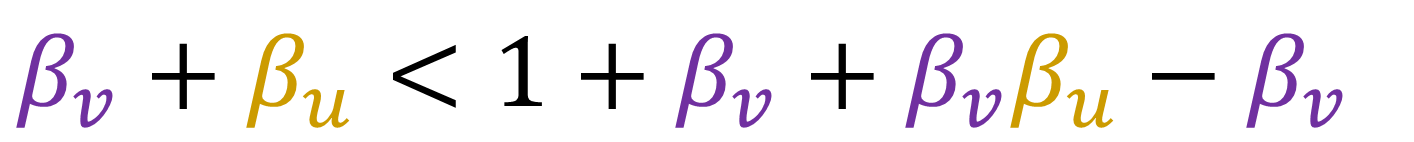 βᵥ + βᵤ < 1 + βᵥ + βᵥβᵤ − βᵥ